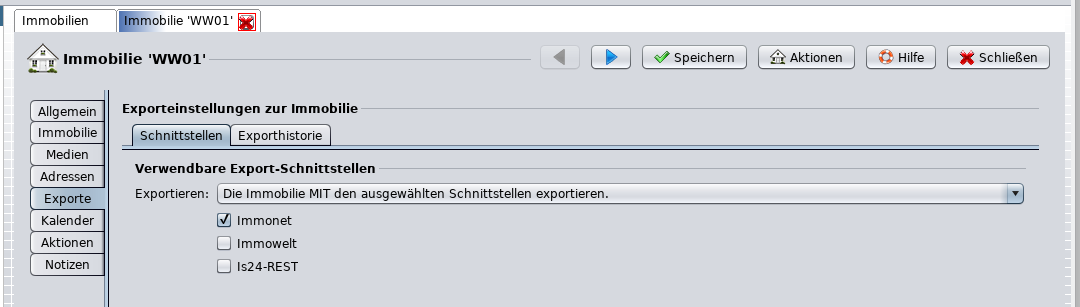 Immobilien
Immobilie 'WW01'
Immobilie 'WW01'
Speichern
Aktionen
Hilfe
Schließen
Allgemein
Immobilie
Medien
Adressen
Exporte
Kalender
Aktionen
Notizen
Exporteinstellungen zur Immobilie
Schnittstellen
Exporthistorie
Verwendbare Export-Schnittstellen
Exportieren: Die Immobilie MIT den ausgewählten Schnittstellen exportieren.
Immonet
Immowelt
Is24-REST